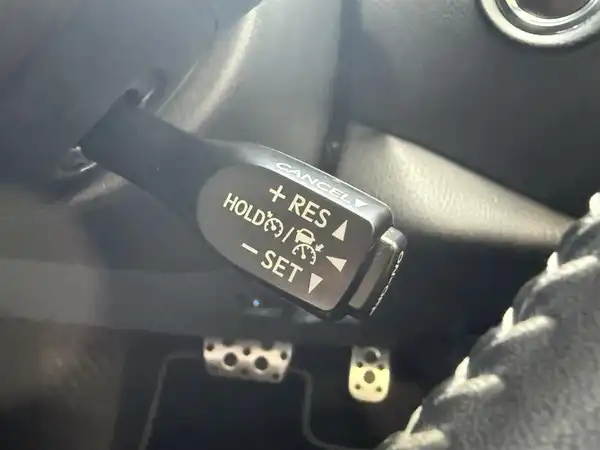 CANCEL▼
+ RES ▲
HOLD / ◀
− SET ▼